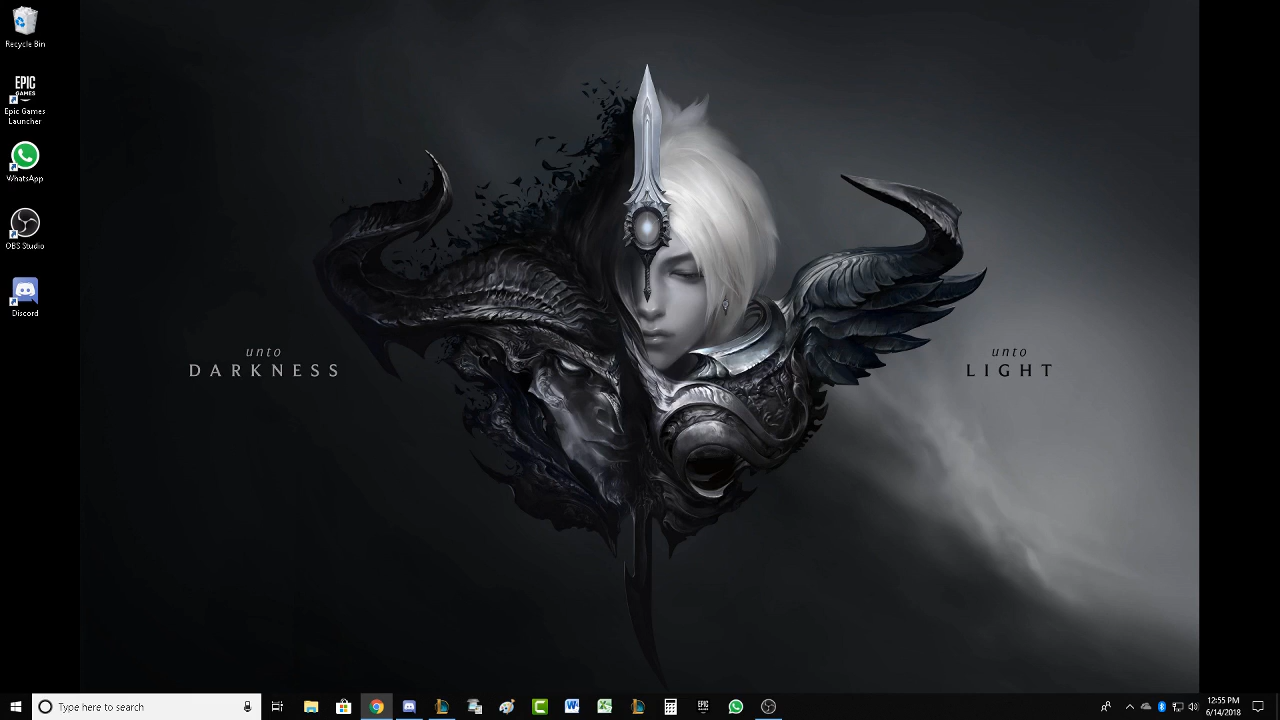 Recycle Bin
EPIC
GAMES
Epic Games
Launcher
WhatsApp
OBS Studio
Discord
unto
DARKNESS
unto
LIGHT
Type here to search
EPIC
12:55 PM
6/14/2018